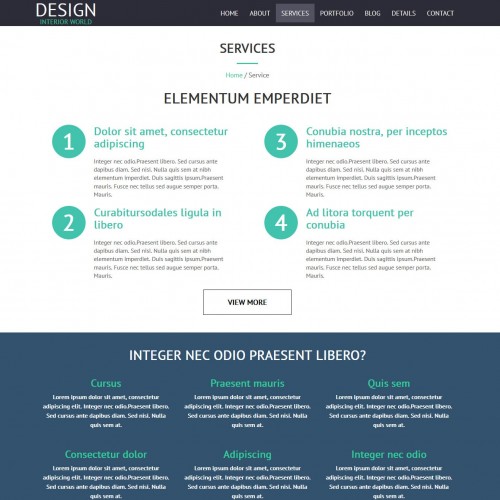 DESIGN
INTERIOR WORLD
HOME ABOUT SERVICES PORTFOLIO BLOG DETAILS CONTACT
SERVICES
Home / Service
ELEMENTUM EMPERDIET
1
Dolor sit amet, consectetur
adipiscing
Integer nec odio.Praesent libero. Sed cursus ante
dapibus diam. Sed nisi. Nulla quis sem at nibh
elementum imperdiet. Duis sagittis ipsum.Praesent
mauris. Fusce nec tellus sed augue semper porta.
Mauris.
2
Curabitursodales ligula in
libero
Integer nec odio.Praesent libero. Sed cursus ante
dapibus diam. Sed nisi. Nulla quis sem at nibh
elementum imperdiet. Duis sagittis ipsum.Praesent
mauris. Fusce nec tellus sed augue semper porta.
Mauris.
3
Conubia nostra, per inceptos
himenaeos
Integer nec odio.Praesent libero. Sed cursus ante
dapibus diam. Sed nisi. Nulla quis sem at nibh
elementum imperdiet. Duis sagittis ipsum.Praesent
mauris. Fusce nec tellus sed augue semper porta.
Mauris.
4
Ad litora torquent per
conubia
Integer nec odio.Praesent libero. Sed cursus ante
dapibus diam. Sed nisi. Nulla quis sem at nibh
elementum imperdiet. Duis sagittis ipsum.Praesent
mauris. Fusce nec tellus sed augue semper porta.
Mauris.
VIEW MORE
INTEGER NEC ODIO PRAESENT LIBERO?
Cursus
Lorem ipsum dolor sit amet, consectetur
adipiscing elit. Integer nec odio.Praesent libero.
Sed cursus ante dapibus diam. Sed nisi. Nulla
quis sem at.
Praesent mauris
Lorem ipsum dolor sit amet, consectetur
adipiscing elit. Integer nec odio.Praesent libero.
Sed cursus ante dapibus diam. Sed nisi. Nulla
quis sem at.
Quis sem
Lorem ipsum dolor sit amet, consectetur
adipiscing elit. Integer nec odio.Praesent libero.
Sed cursus ante dapibus diam. Sed nisi. Nulla
quis sem at.
Consectetur dolor
Lorem ipsum dolor sit amet, consectetur
adipiscing elit. Integer nec odio.Praesent libero.
Sed cursus ante dapibus diam. Sed nisi. Nulla
quis sem at.
Adipiscing
Lorem ipsum dolor sit amet, consectetur
adipiscing elit. Integer nec odio.Praesent libero.
Sed cursus ante dapibus diam. Sed nisi. Nulla
quis sem at.
Integer nec odio
Lorem ipsum dolor sit amet, consectetur
adipiscing elit. Integer nec odio.Praesent libero.
Sed cursus ante dapibus diam. Sed nisi. Nulla
quis sem at.